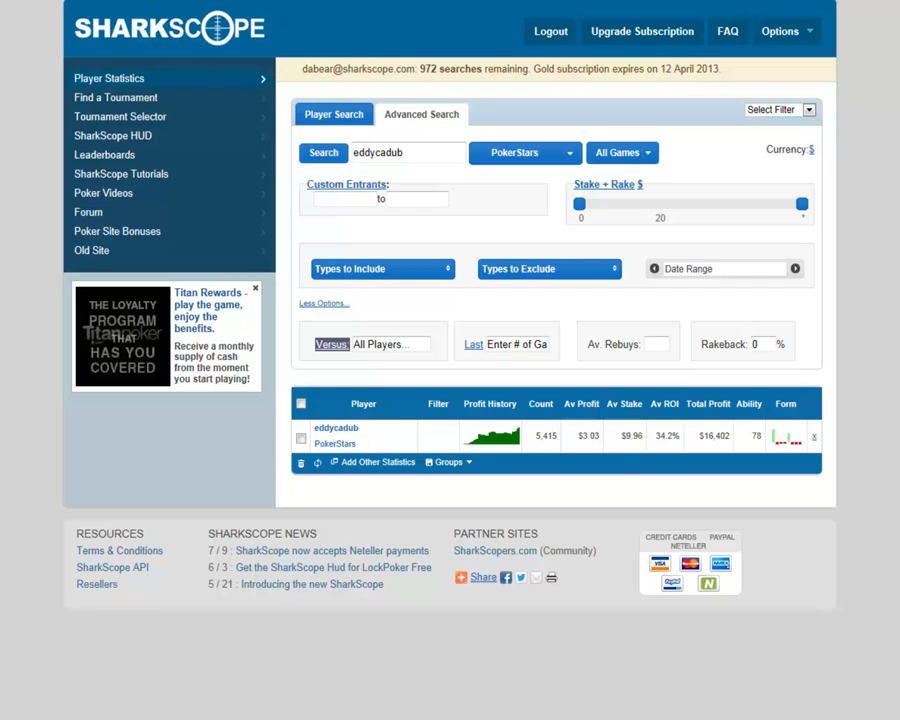 SHARKSCOPE
Logout
Upgrade Subscription
FAQ
Options
Player Statistics
Find a Tournament
Tournament Selector
SharkScope HUD
Leaderboards
SharkScope Tutorials
Poker Videos
Forum
Poker Site Bonuses
Old Site
dabear@sharkscope.com: 972 searches remaining. Gold subscription expires on 12 April 2013.
Player Search
Advanced Search
Select Filter
Search
eddycadub
PokerStars
All Games
Currency:$
Custom Entrants:
to
Stake + Rake $
0
20
*
Types to Include
Types to Exclude
Date Range
Less Options...
Versus: All Players...
Last Enter # of Ga
Av. Rebuys:
Rakeback: 0 %
THE LOYALTY
PROGRAM
THAT
Titanpoker
HAS YOU
COVERED
Titan Rewards -
play the game,
enjoy the
benefits.
Receive a monthly
supply of cash
from the moment
you start playing!
Player Filter Profit History Count Av Profit Av Stake Av ROI Total Profit Ability Form
eddycadub
PokerStars
5,415 $3.03 $9.96 34.2% $16,402 78 x
Add Other Statistics
Groups
RESOURCES
Terms & Conditions
SharkScope API
Resellers
SHARKSCOPE NEWS
7 / 9 : SharkScope now accepts Neteller payments
6 / 3 : Get the SharkScope Hud for LockPoker Free
5 / 21 : Introducing the new SharkScope
PARTNER SITES
SharkScopers.com (Community)
Share
CREDIT CARDS PAYPAL
NETELLER
VISA
MasterCard
PayPal
N